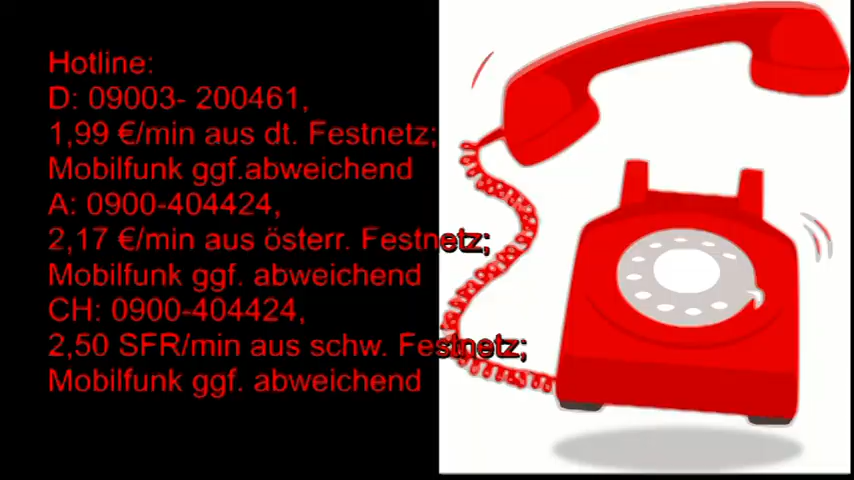 Hotline:
D: 09003- 200461,
1,99 €/min aus dt. Festnetz;
Mobilfunk ggf.abweichend
A: 0900-404424,
2,17 €/min aus österr. Festnetz;
Mobilfunk ggf. abweichend
CH: 0900-404424,
2,50 SFR/min aus schw. Festnetz;
Mobilfunk ggf. abweichend